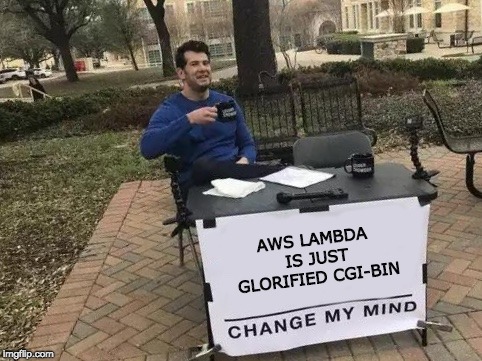 AWS LAMBDA
IS JUST
GLORIFIED CGI-BIN
CHANGE MY MIND
imgflip.com